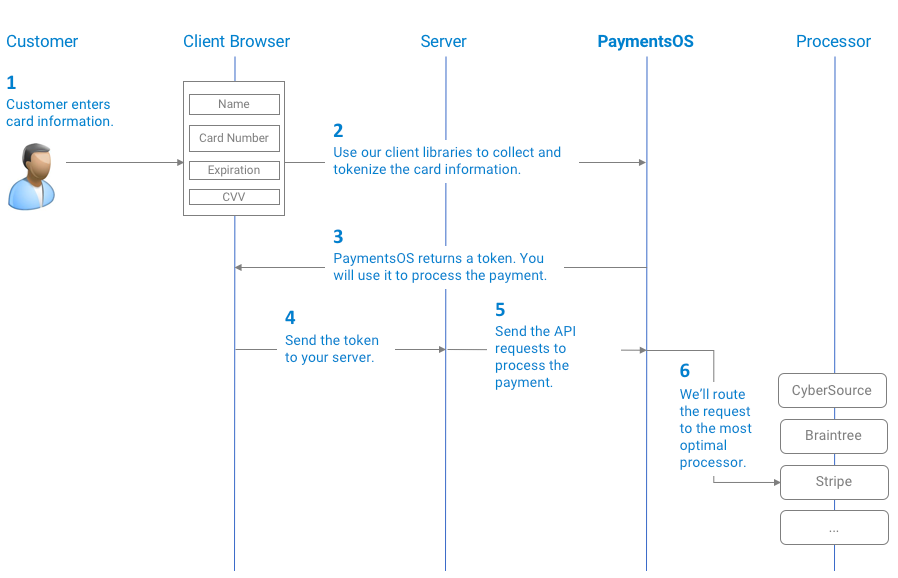 Customer
Client Browser
Server
PaymentsOS
Processor
1
Customer enters
card information.
Name
Card Number
Expiration
CVV
2
Use our client libraries to collect and
tokenize the card information.
3
PaymentsOS returns a token. You
will use it to process the payment.
4
Send the token
to your server.
5
Send the API
requests to
process the
payment.
6
We'll route
the request
to the most
optimal
processor.
CyberSource
Braintree
Stripe
...